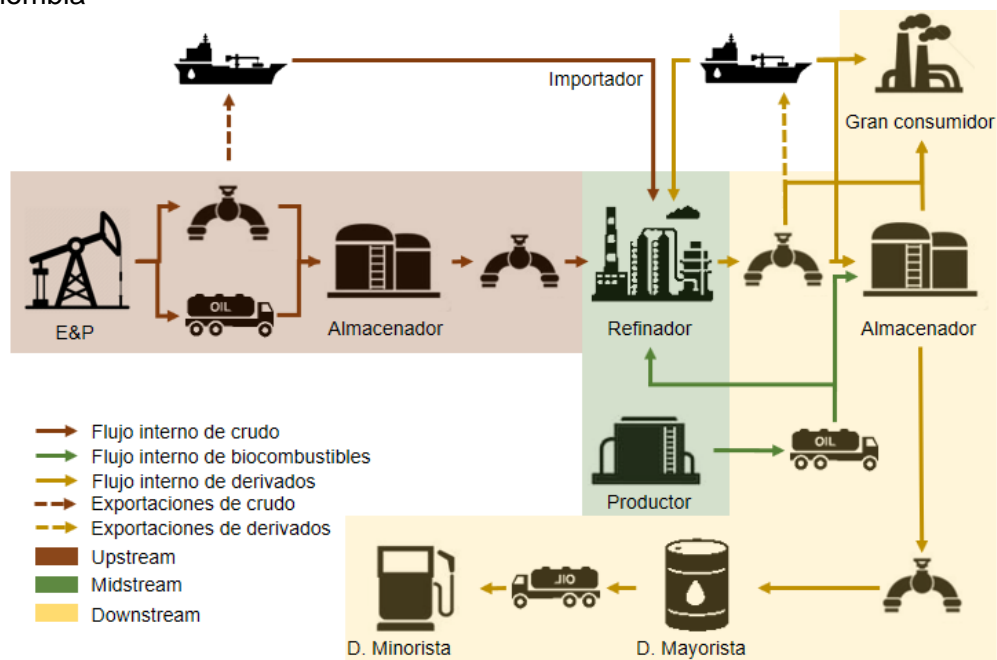 Importador
Gran consumidor
OIL
E&P
Almacenador
Refinador
Almacenador
Flujo interno de crudo
Flujo interno de biocombustibles
Flujo interno de derivados
Exportaciones de crudo
Exportaciones de derivados
Upstream
Midstream
Downstream
OIL
Productor
OIL
D. Minorista
D. Mayorista